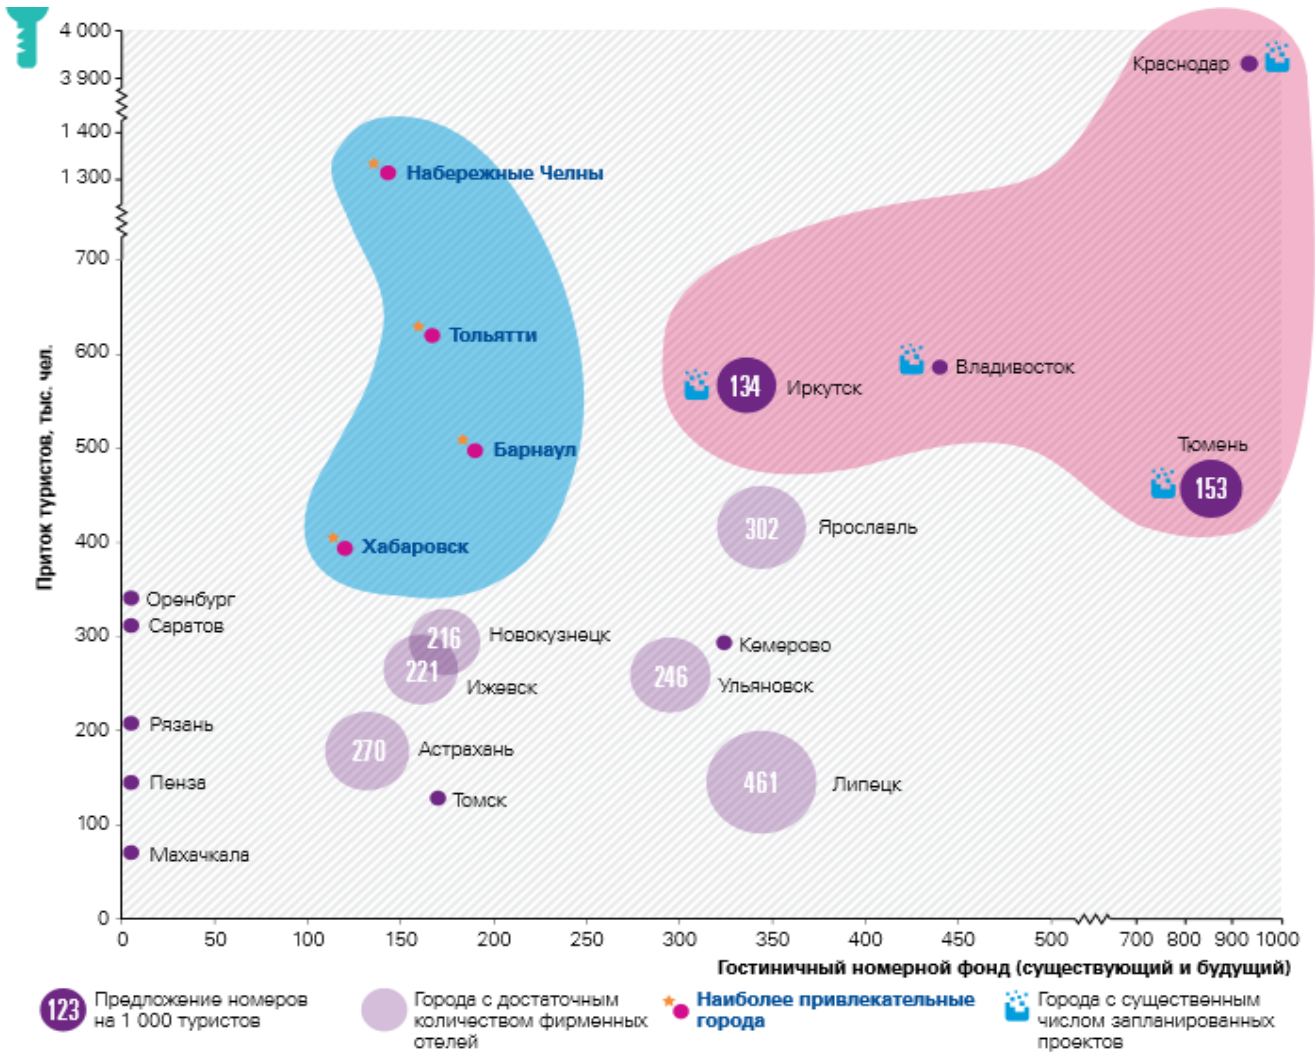 4 000
3 900
1 400
1 300
700
600
500
400
300
200
100
0
Приток туристов, тыс. чел.
Краснодар
Набережные Челны
Тольятти
Владивосток
134
Иркутск
Барнаул
Тюмень
153
302
Ярославль
Хабаровск
Оренбург
Саратов
216
Новокузнецк
Кемерово
221
Ижевск
246
Ульяновск
Рязань
270
Астрахань
Пенза
461
Липецк
Томск
Махачкала
0 50 100 150 200 250 300 350 400 450 500 700 800 900 1000
Гостиничный номерной фонд (существующий и будущий)
123
Предложение номеров
на 1 000 туристов
Города с достаточным
количеством фирменных
отелей
Наиболее привлекательные
города
Города с существенным
числом запланированных
проектов